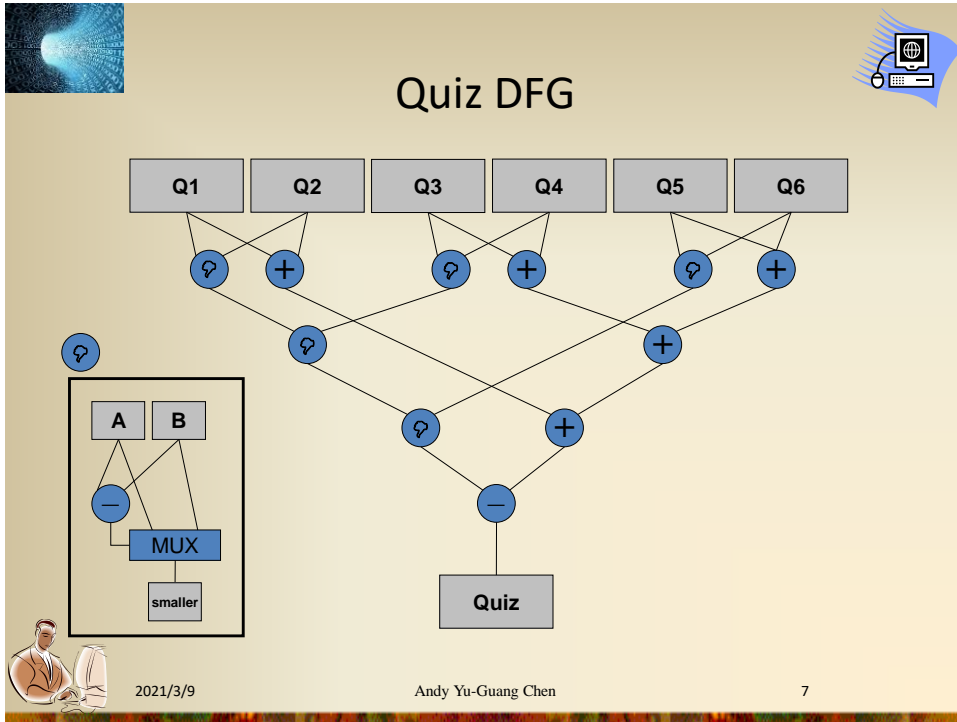 Quiz DFG
Q1 Q2 Q3 Q4 Q5 Q6
+ + +
+
A B
+
−
−
MUX
smaller
Quiz
2021/3/9 Andy Yu-Guang Chen 7